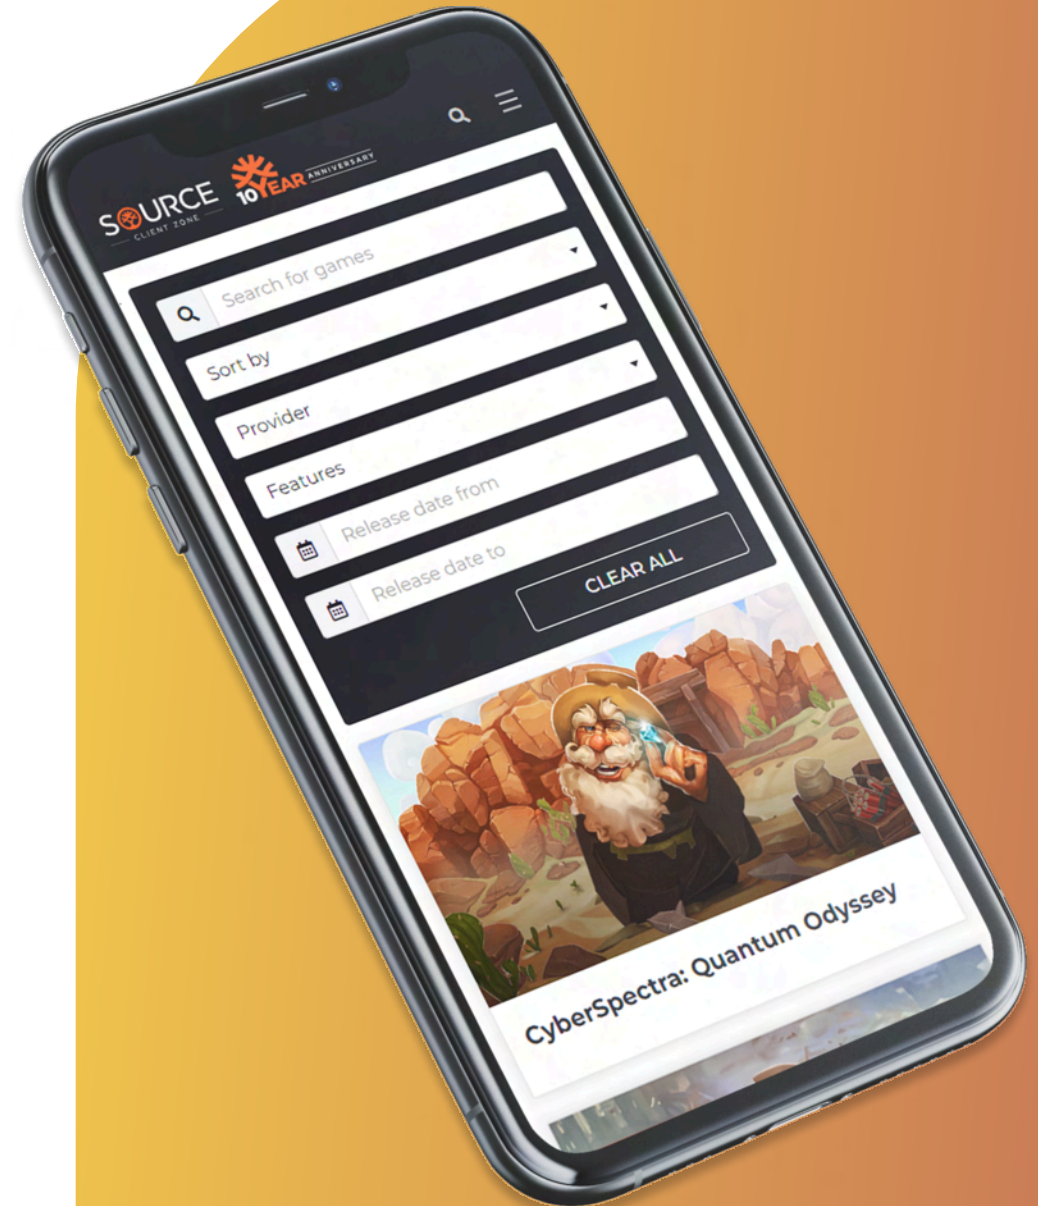 SOURCE
CLIENT ZONE
10 YEAR ANNIVERSARY
Search for games
Sort by
Provider
Features
Release date from
Release date to
CLEAR ALL
CyberSpectra: Quantum Odyssey